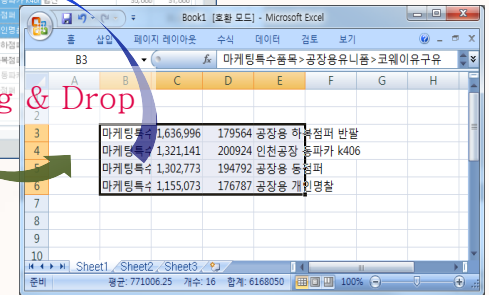 Book1 [호환 모드] - Microsoft Excel
홈 삽입 페이지 레이아웃 수식 데이터 검토 보기
B3 fx 마케팅특수품목>공장용유니폼>코웨이유구유
A B C D E F G H
g & Drop
2
3 마케팅특수 1,636,996 179564 공장용 하복점퍼 반팔
4 마케팅특수 1,321,141 200924 인천공장 동파카 k406
5 마케팅특수 1,302,773 194792 공장용 동점퍼
6 마케팅특수 1,155,073 176787 공장용 개인명찰
7
8
9
10
Sheet1 Sheet2 Sheet3
준비 평균: 771006.25 개수: 16 합계: 6168050 100%